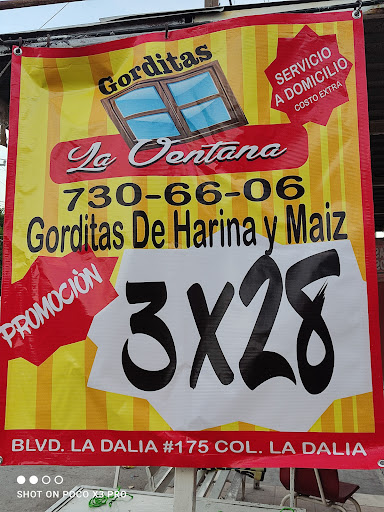 Gorditas
SERVICIO
A DOMICILIO
COSTO EXTRA
La Ventana
730-66-06
Gorditas De Harina y Maiz
PROMOCIÓN
3x28
BLVD. LA DALIA #175 COL. LA DALIA
SHOT ON POCO X3 PRO